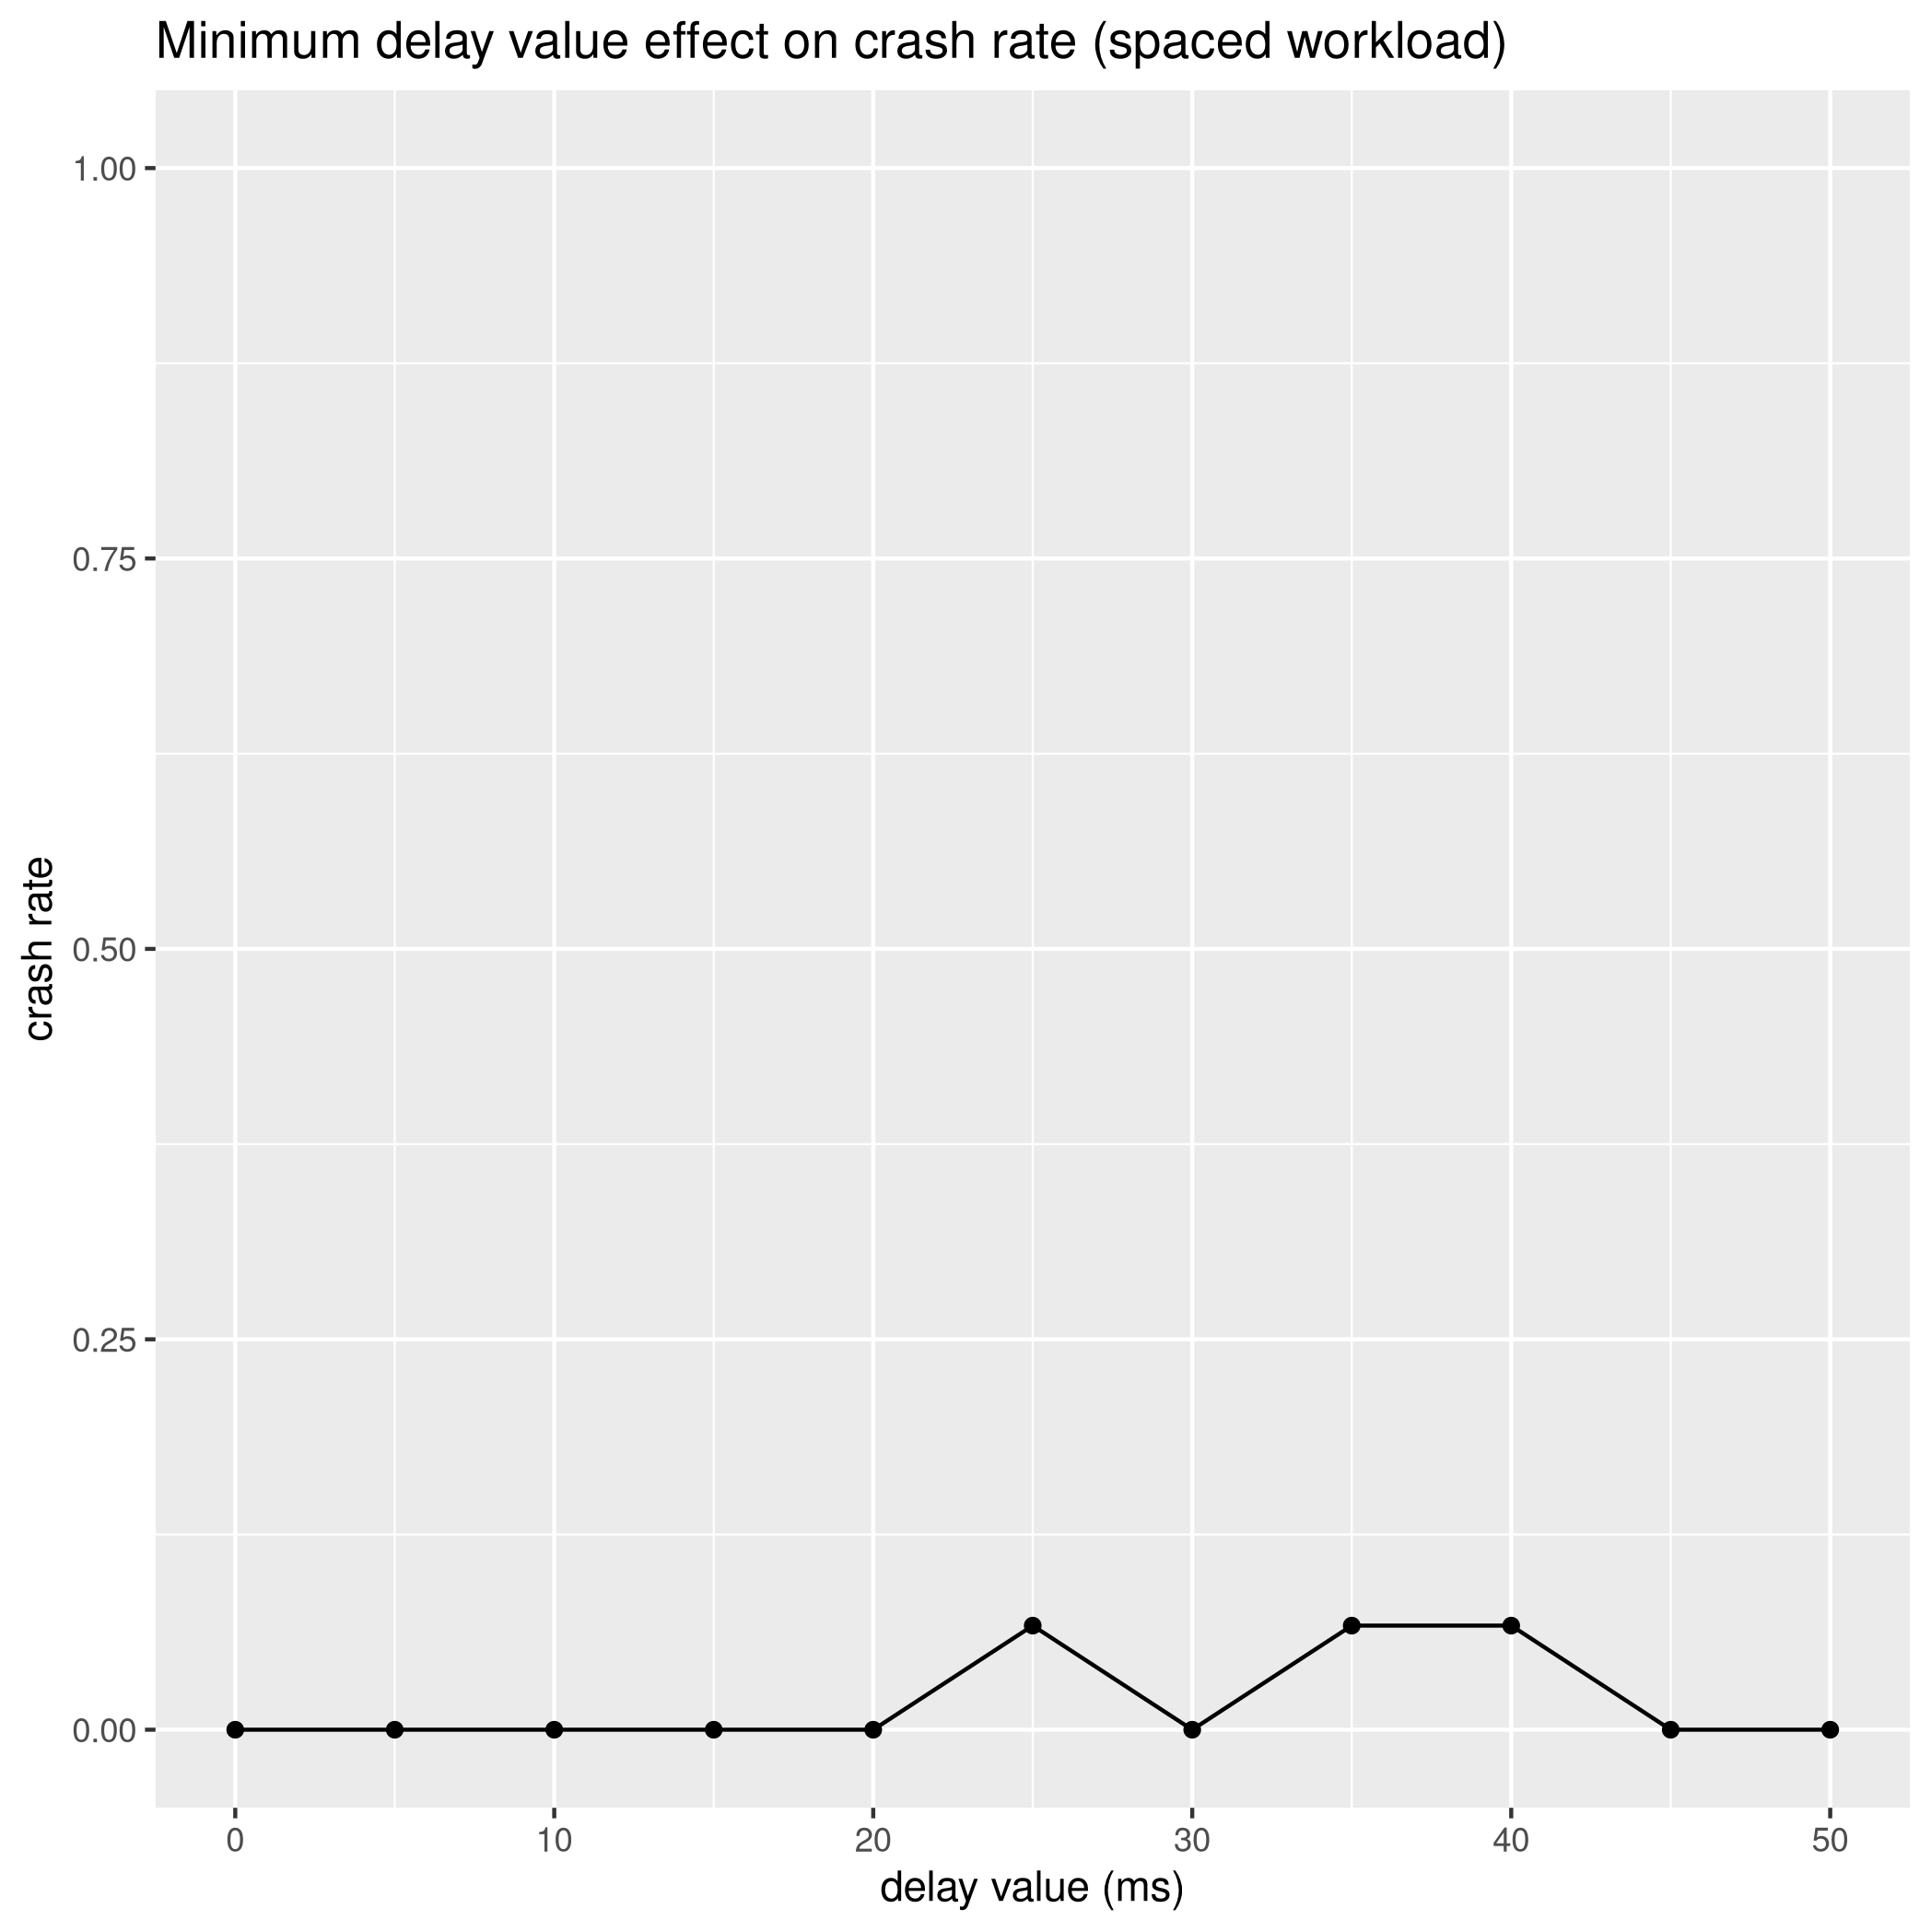 Minimum delay value effect on crash rate (spaced workload)
1.00
0.75
0.50
0.25
0.00
crash rate
0 10 20 30 40 50
delay value (ms)